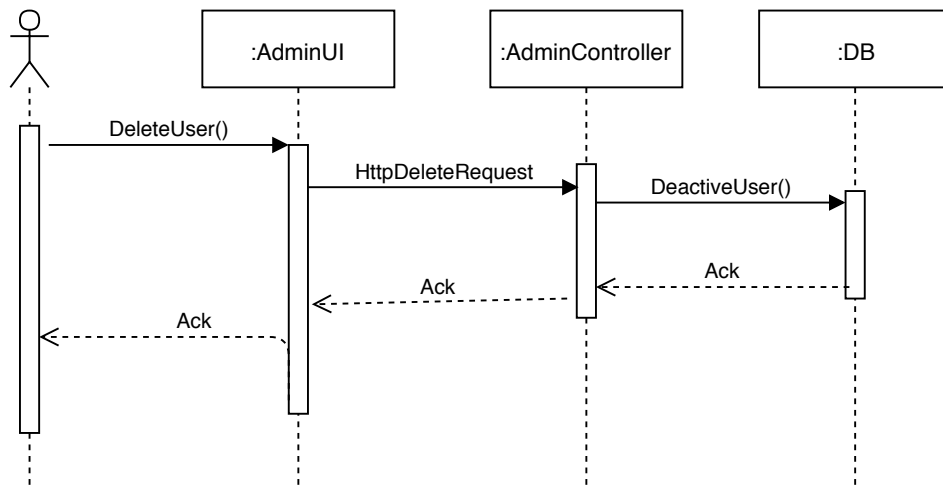 :AdminUI
:AdminController
:DB
DeleteUser()
HttpDeleteRequest
DeactiveUser()
Ack
Ack
Ack